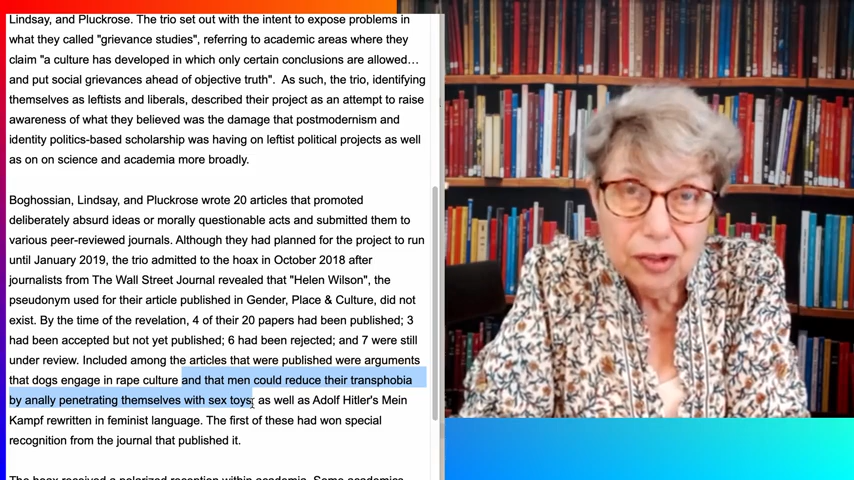 Lindsay, and Pluckrose. The trio set out with the intent to expose problems in
what they called "grievance studies", referring to academic areas where they
claim "a culture has developed in which only certain conclusions are allowed…
and put social grievances ahead of objective truth".  As such, the trio, identifying
themselves as leftists and liberals, described their project as an attempt to raise
awareness of what they believed was the damage that postmodernism and
identity politics-based scholarship was having on leftist political projects as well
as on on science and academia more broadly.
Boghossian, Lindsay, and Pluckrose wrote 20 articles that promoted
deliberately absurd ideas or morally questionable acts and submitted them to
various peer-reviewed journals. Although they had planned for the project to run
until January 2019, the trio admitted to the hoax in October 2018 after
journalists from The Wall Street Journal revealed that "Helen Wilson", the
pseudonym used for their article published in Gender, Place & Culture, did not
exist. By the time of the revelation, 4 of their 20 papers had been published; 3
had been accepted but not yet published; 6 had been rejected; and 7 were still
under review. Included among the articles that were published were arguments
that dogs engage in rape culture and that men could reduce their transphobia
by anally penetrating themselves with sex toys, as well as Adolf Hitler's Mein
Kampf rewritten in feminist language. The first of these had won special
recognition from the journal that published it.
The hoax received a polarized reception within academia. Some academics